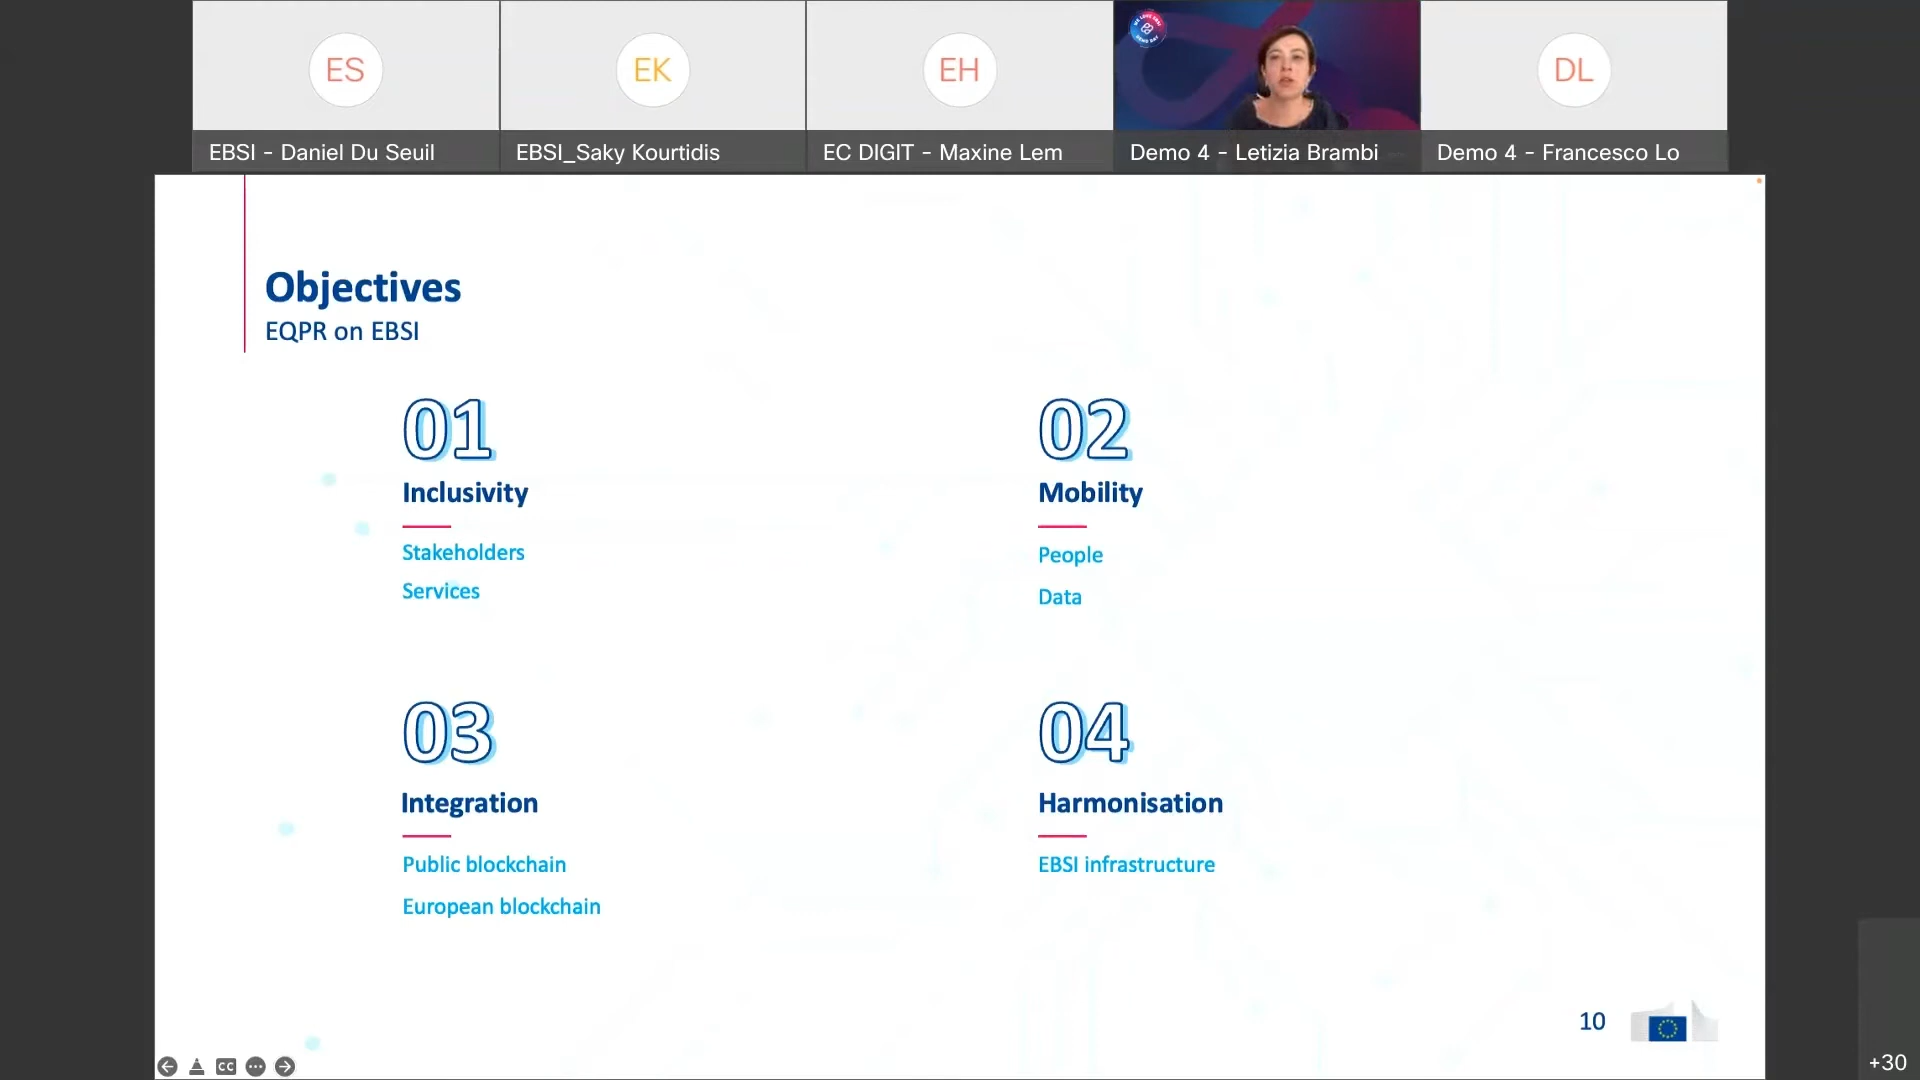 ES
EK
EH
DL
EBSI - Daniel Du Seuil
EBSI_Saky Kourtidis
EC DIGIT - Maxine Lem
Demo 4 - Letizia Brambi
Demo 4 - Francesco Lo
Objectives
EQPR on EBSI
01
Inclusivity
Stakeholders
Services
02
Mobility
People
Data
03
Integration
Public blockchain
European blockchain
04
Harmonisation
EBSI infrastructure
10
CC
+30